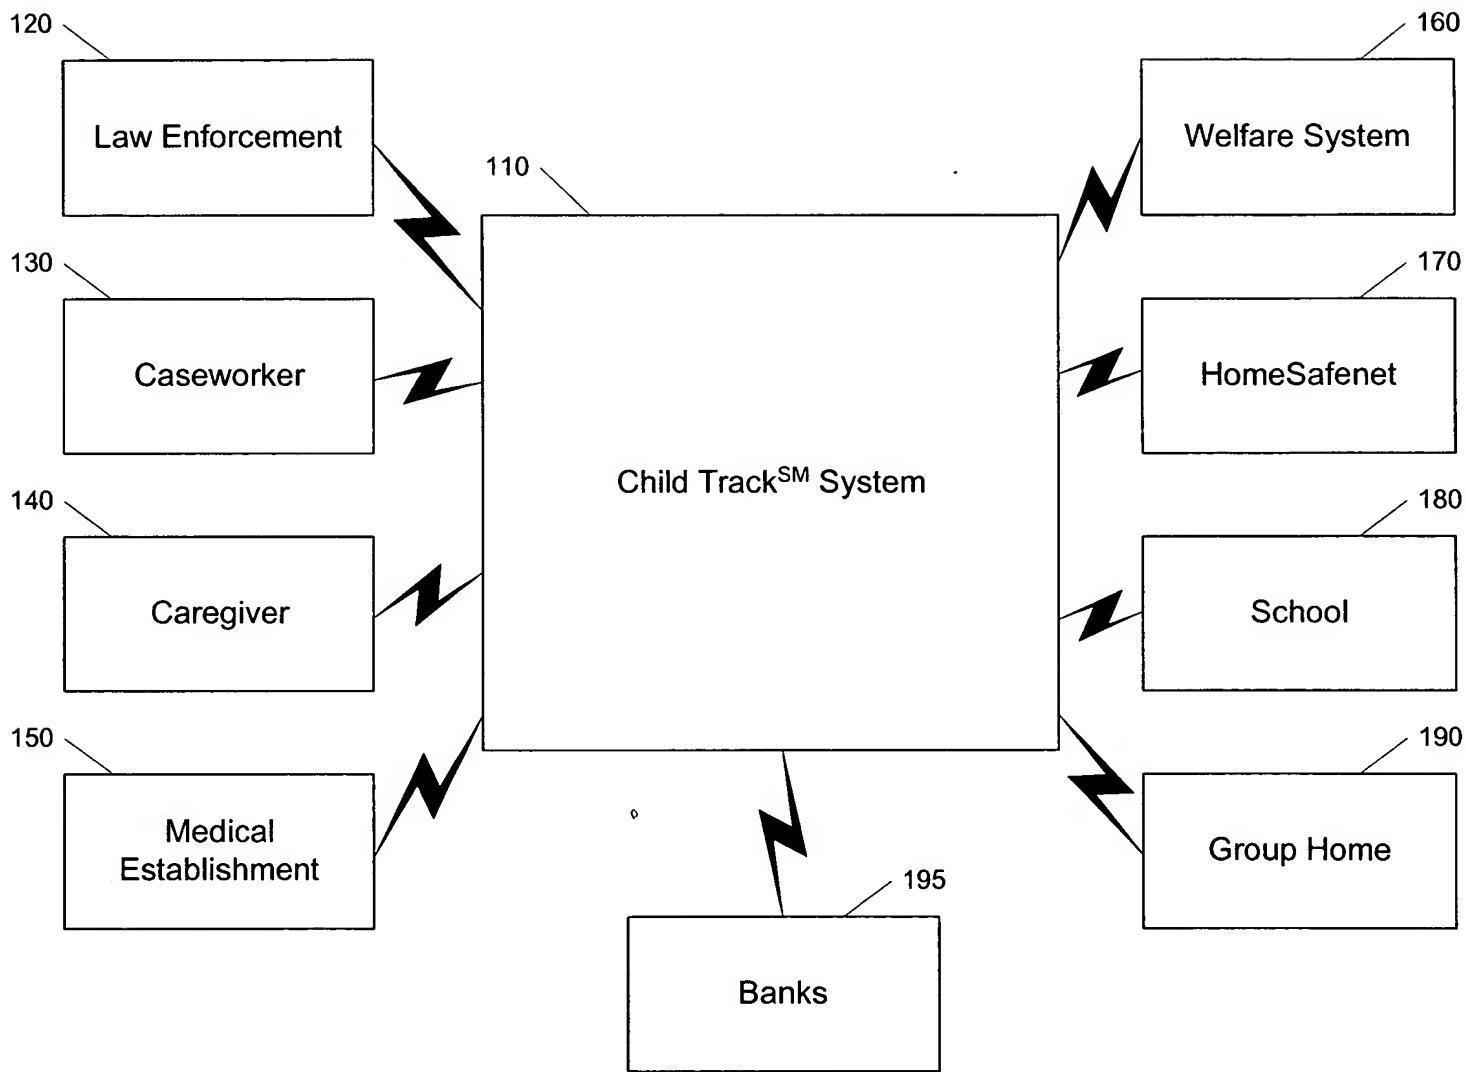 120
Law Enforcement
160
Welfare System
110
Child Track℠ System
130
Caseworker
170
HomeSafenet
140
Caregiver
180
School
150
Medical
Establishment
190
Group Home
195
Banks